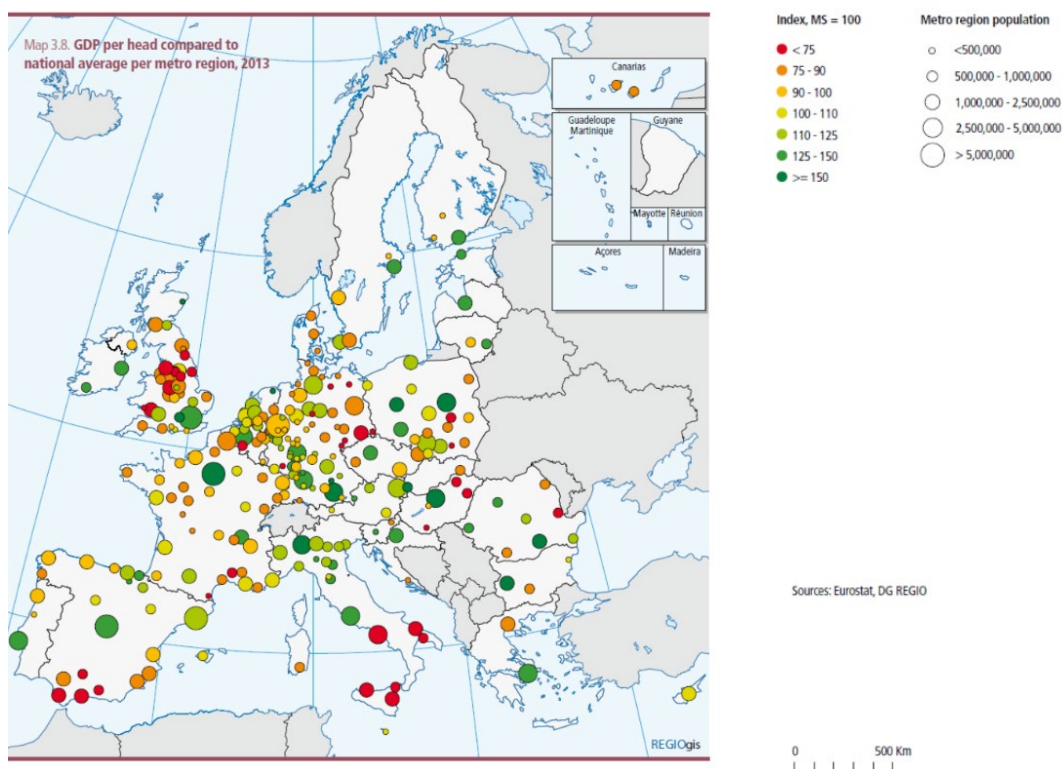 Map 3.8. GDP per head compared to
national average per metro region, 2013
Canarias
Guadeloupe
Martinique
Guyane
Mayotte
Réunion
Açores
Madeira
REGIOgis
Index, MS = 100
< 75
75 - 90
90 - 100
100 - 110
110 - 125
125 - 150
>= 150
Metro region population
<500,000
500,000 - 1,000,000
1,000,000 - 2,500,000
2,500,000 - 5,000,000
> 5,000,000
Sources: Eurostat, DG REGIO
0 500 Km